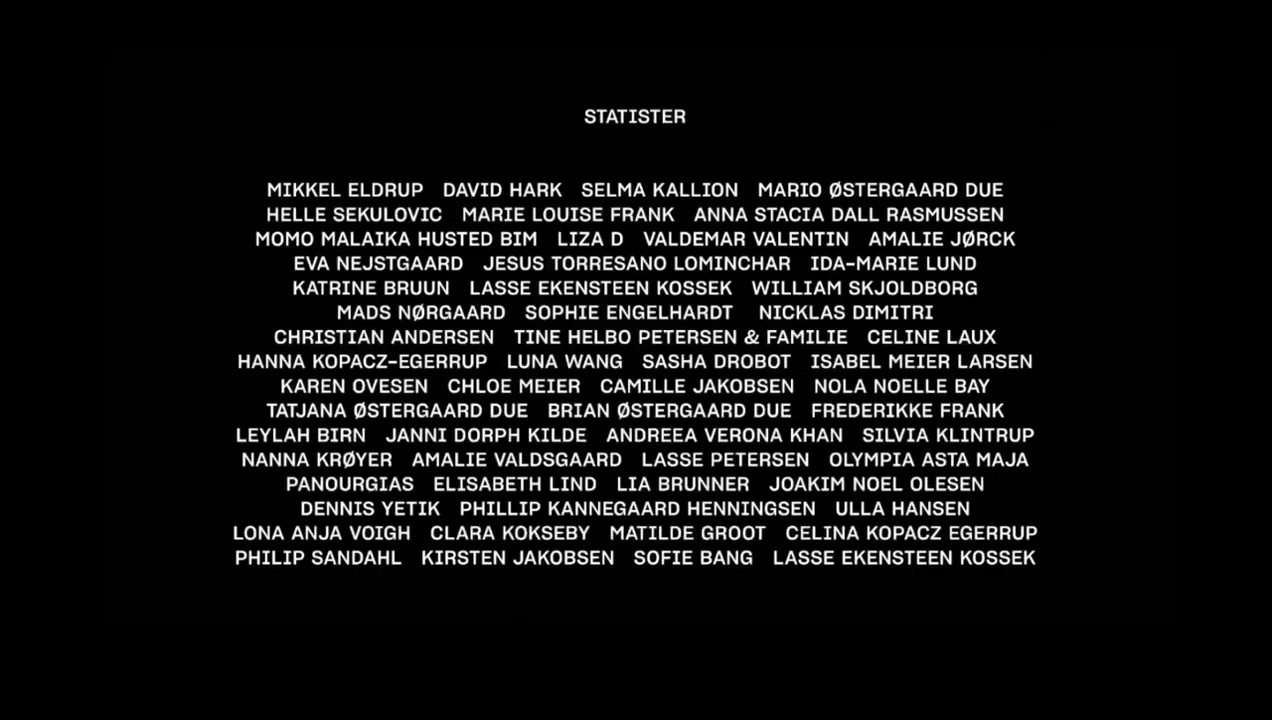 STATISTER
MIKKEL ELDRUP DAVID HARK SELMA KALLION MARIO ØSTERGAARD DUE
HELLE SEKULOVIC MARIE LOUISE FRANK ANNA STACIA DALL RASMUSSEN
MOMO MALAIKA HUSTED BIM LIZA D VALDEMAR VALENTIN AMALIE JØRCK
EVA NEJSTGAARD JESUS TORRESANO LOMINCHAR IDA-MARIE LUND
KATRINE BRUUN LASSE EKENSTEEN KOSSEK WILLIAM SKJOLDBORG
MADS NØRGAARD SOPHIE ENGELHARDT NICKLAS DIMITRI
CHRISTIAN ANDERSEN TINE HELBO PETERSEN & FAMILIE CELINE LAUX
HANNA KOPACZ-EGERRUP LUNA WANG SASHA DROBOT ISABEL MEIER LARSEN
KAREN OVESEN CHLOE MEIER CAMILLE JAKOBSEN NOLA NOELLE BAY
TATJANA ØSTERGAARD DUE BRIAN ØSTERGAARD DUE FREDERIKKE FRANK
LEYLAH BIRN JANNI DORPH KILDE ANDREEA VERONA KHAN SILVIA KLINTRUP
NANNA KRØYER AMALIE VALDSGAARD LASSE PETERSEN OLYMPIA ASTA MAJA
PANOURGIAS ELISABETH LIND LIA BRUNNER JOAKIM NOEL OLESEN
DENNIS YETIK PHILLIP KANNEGAARD HENNINGSEN ULLA HANSEN
LONA ANJA VOIGH CLARA KOKSEBY MATILDE GROOT CELINA KOPACZ EGERRUP
PHILIP SANDAHL KIRSTEN JAKOBSEN SOFIE BANG LASSE EKENSTEEN KOSSEK